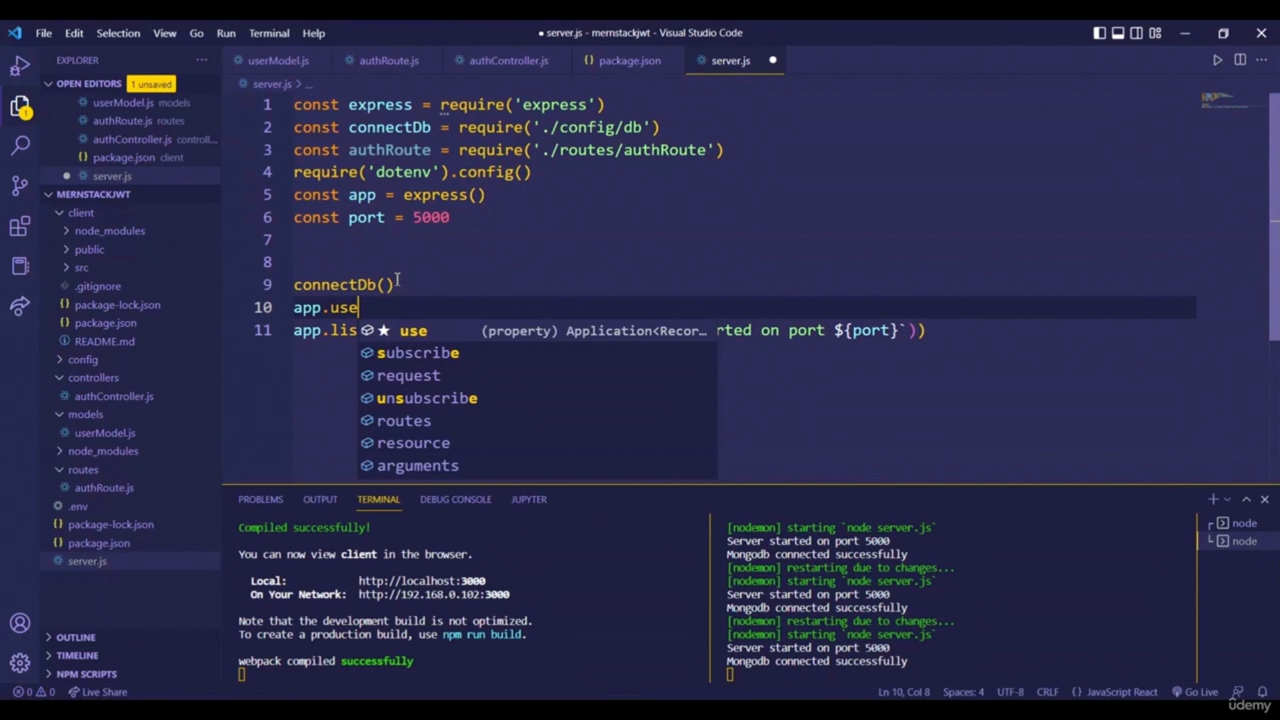 File Edit Selection View Go Run Terminal Help
● server.js - mernstackjwt - Visual Studio Code
EXPLORER
OPEN EDITORS 1 unsaved
userModel.js models
authRoute.js routes
authController.js controll...
package.json client
● server.js
MERNSTACKJWT
client
node_modules
public
src
.gitignore
package-lock.json
package.json
README.md
config
controllers
authController.js
models
userModel.js
node_modules
routes
authRoute.js
.env
package-lock.json
package.json
server.js
OUTLINE
TIMELINE
NPM SCRIPTS
userModel.js authRoute.js authController.js package.json server.js ●
server.js > ...
1 const express = require('express')
2 const connectDb = require('./config/db')
3 const authRoute = require('./routes/authRoute')
4 require('dotenv').config()
5 const app = express()
6 const port = 5000
7
8
9 connectDb()
10 app.use
11 app.lis rted on port ${port}`))
★ use (property) Application<Recor...
subscribe
request
unsubscribe
routes
resource
arguments
PROBLEMS OUTPUT TERMINAL DEBUG CONSOLE JUPYTER
Compiled successfully!
You can now view client in the browser.
Local: http://localhost:3000
On Your Network: http://192.168.0.102:3000
Note that the development build is not optimized.
To create a production build, use npm run build.
webpack compiled successfully
[nodemon] starting `node server.js`
Server started on port 5000
Mongodb connected successfully
[nodemon] restarting due to changes...
[nodemon] starting `node server.js`
Server started on port 5000
Mongodb connected successfully
[nodemon] restarting due to changes...
[nodemon] starting `node server.js`
Server started on port 5000
Mongodb connected successfully
node
node
0 0 Live Share
Ln 10, Col 8 Spaces: 4 UTF-8 CRLF {} JavaScript React Go Live
udemy